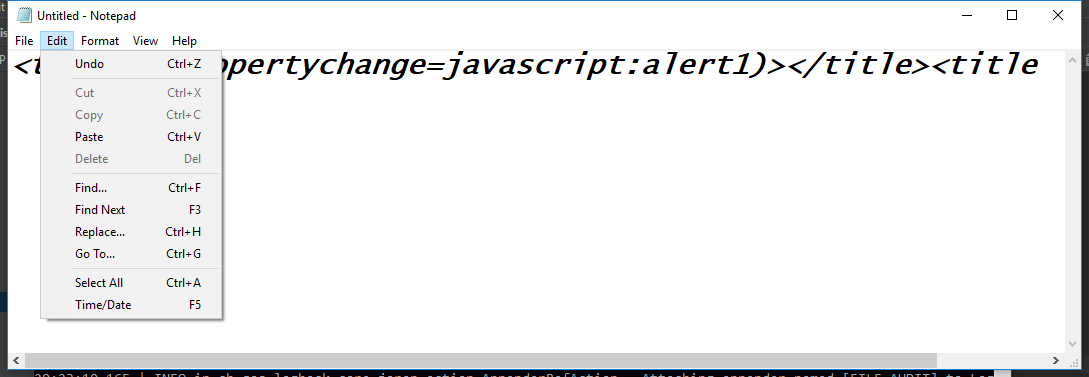 Untitled - Notepad
File Edit Format View Help
<t opertychange=javascript:alert1)></title><title
Undo Ctrl+Z
Cut Ctrl+X
Copy Ctrl+C
Paste Ctrl+V
Delete Del
Find... Ctrl+F
Find Next F3
Replace... Ctrl+H
Go To... Ctrl+G
Select All Ctrl+A
Time/Date F5